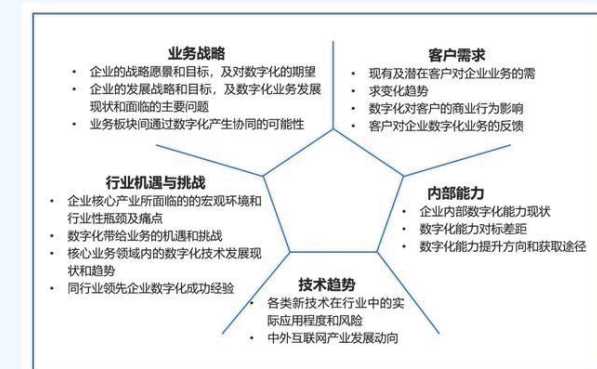 业务战略
• 企业的战略愿景和目标，及对数字化的期望
• 企业的发展战略和目标，及数字化业务发展
现状和面临的主要问题
• 业务板块间通过数字化产生协同的可能性
客户需求
• 现有及潜在客户对企业业务的需
• 求变化趋势
• 数字化对客户的商业行为影响
• 客户对企业数字化业务的反馈
行业机遇与挑战
• 企业核心产业所面临的的宏观环境和
行业性瓶颈及痛点
• 数字化带给业务的机遇和挑战
• 核心业务领域内的数字化技术发展现
状和趋势
• 同行业领先企业数字化成功经验
内部能力
• 企业内部数字化能力现状
• 数字化能力对标差距
• 数字化能力提升方向和获取途径
技术趋势
• 各类新技术在行业中的实
际应用程度和风险
• 中外互联网产业发展动向